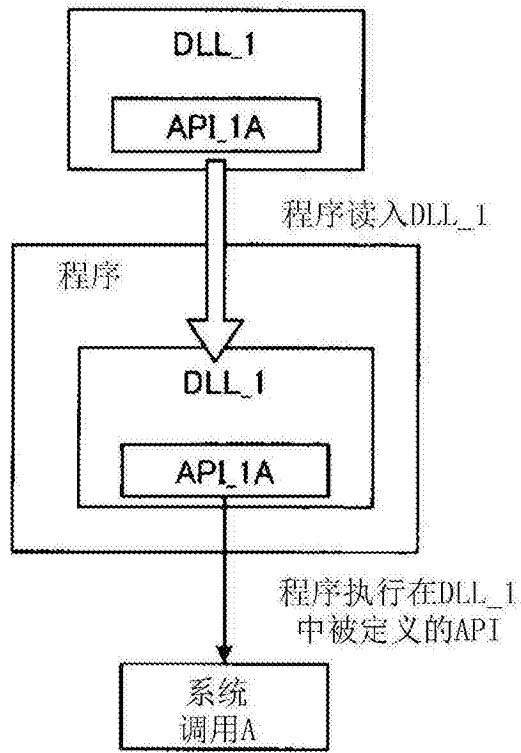 DLL_1
API_1A
程序读入DLL_1
程序
DLL_1
API_1A
程序执行在DLL_1
中被定义的API
系统
调用A